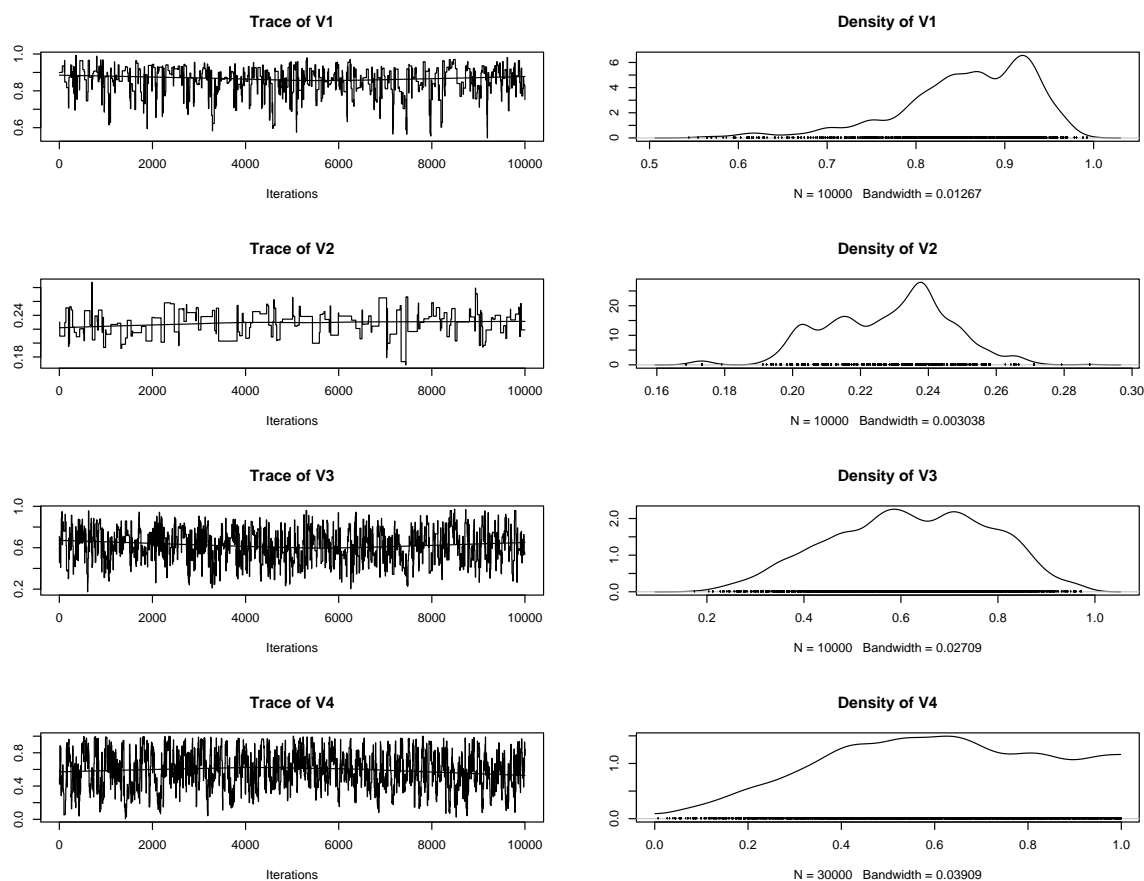 Trace of V1
1.0
0.8
0.6
0 2000 4000 6000 8000 10000
Iterations
Density of V1
6
4
2
0
0.5 0.6 0.7 0.8 0.9 1.0
N = 10000 Bandwidth = 0.01267
Trace of V2
0.24
0.18
0 2000 4000 6000 8000 10000
Iterations
Density of V2
20
10
0
0.16 0.18 0.20 0.22 0.24 0.26 0.28 0.30
N = 10000 Bandwidth = 0.003038
Trace of V3
1.0
0.6
0.2
0 2000 4000 6000 8000 10000
Iterations
Density of V3
2.0
1.0
0.0
0.2 0.4 0.6 0.8 1.0
N = 10000 Bandwidth = 0.02709
Trace of V4
0.8
0.4
0.0
0 2000 4000 6000 8000 10000
Iterations
Density of V4
1.0
0.0
0.0 0.2 0.4 0.6 0.8 1.0
N = 30000 Bandwidth = 0.03909